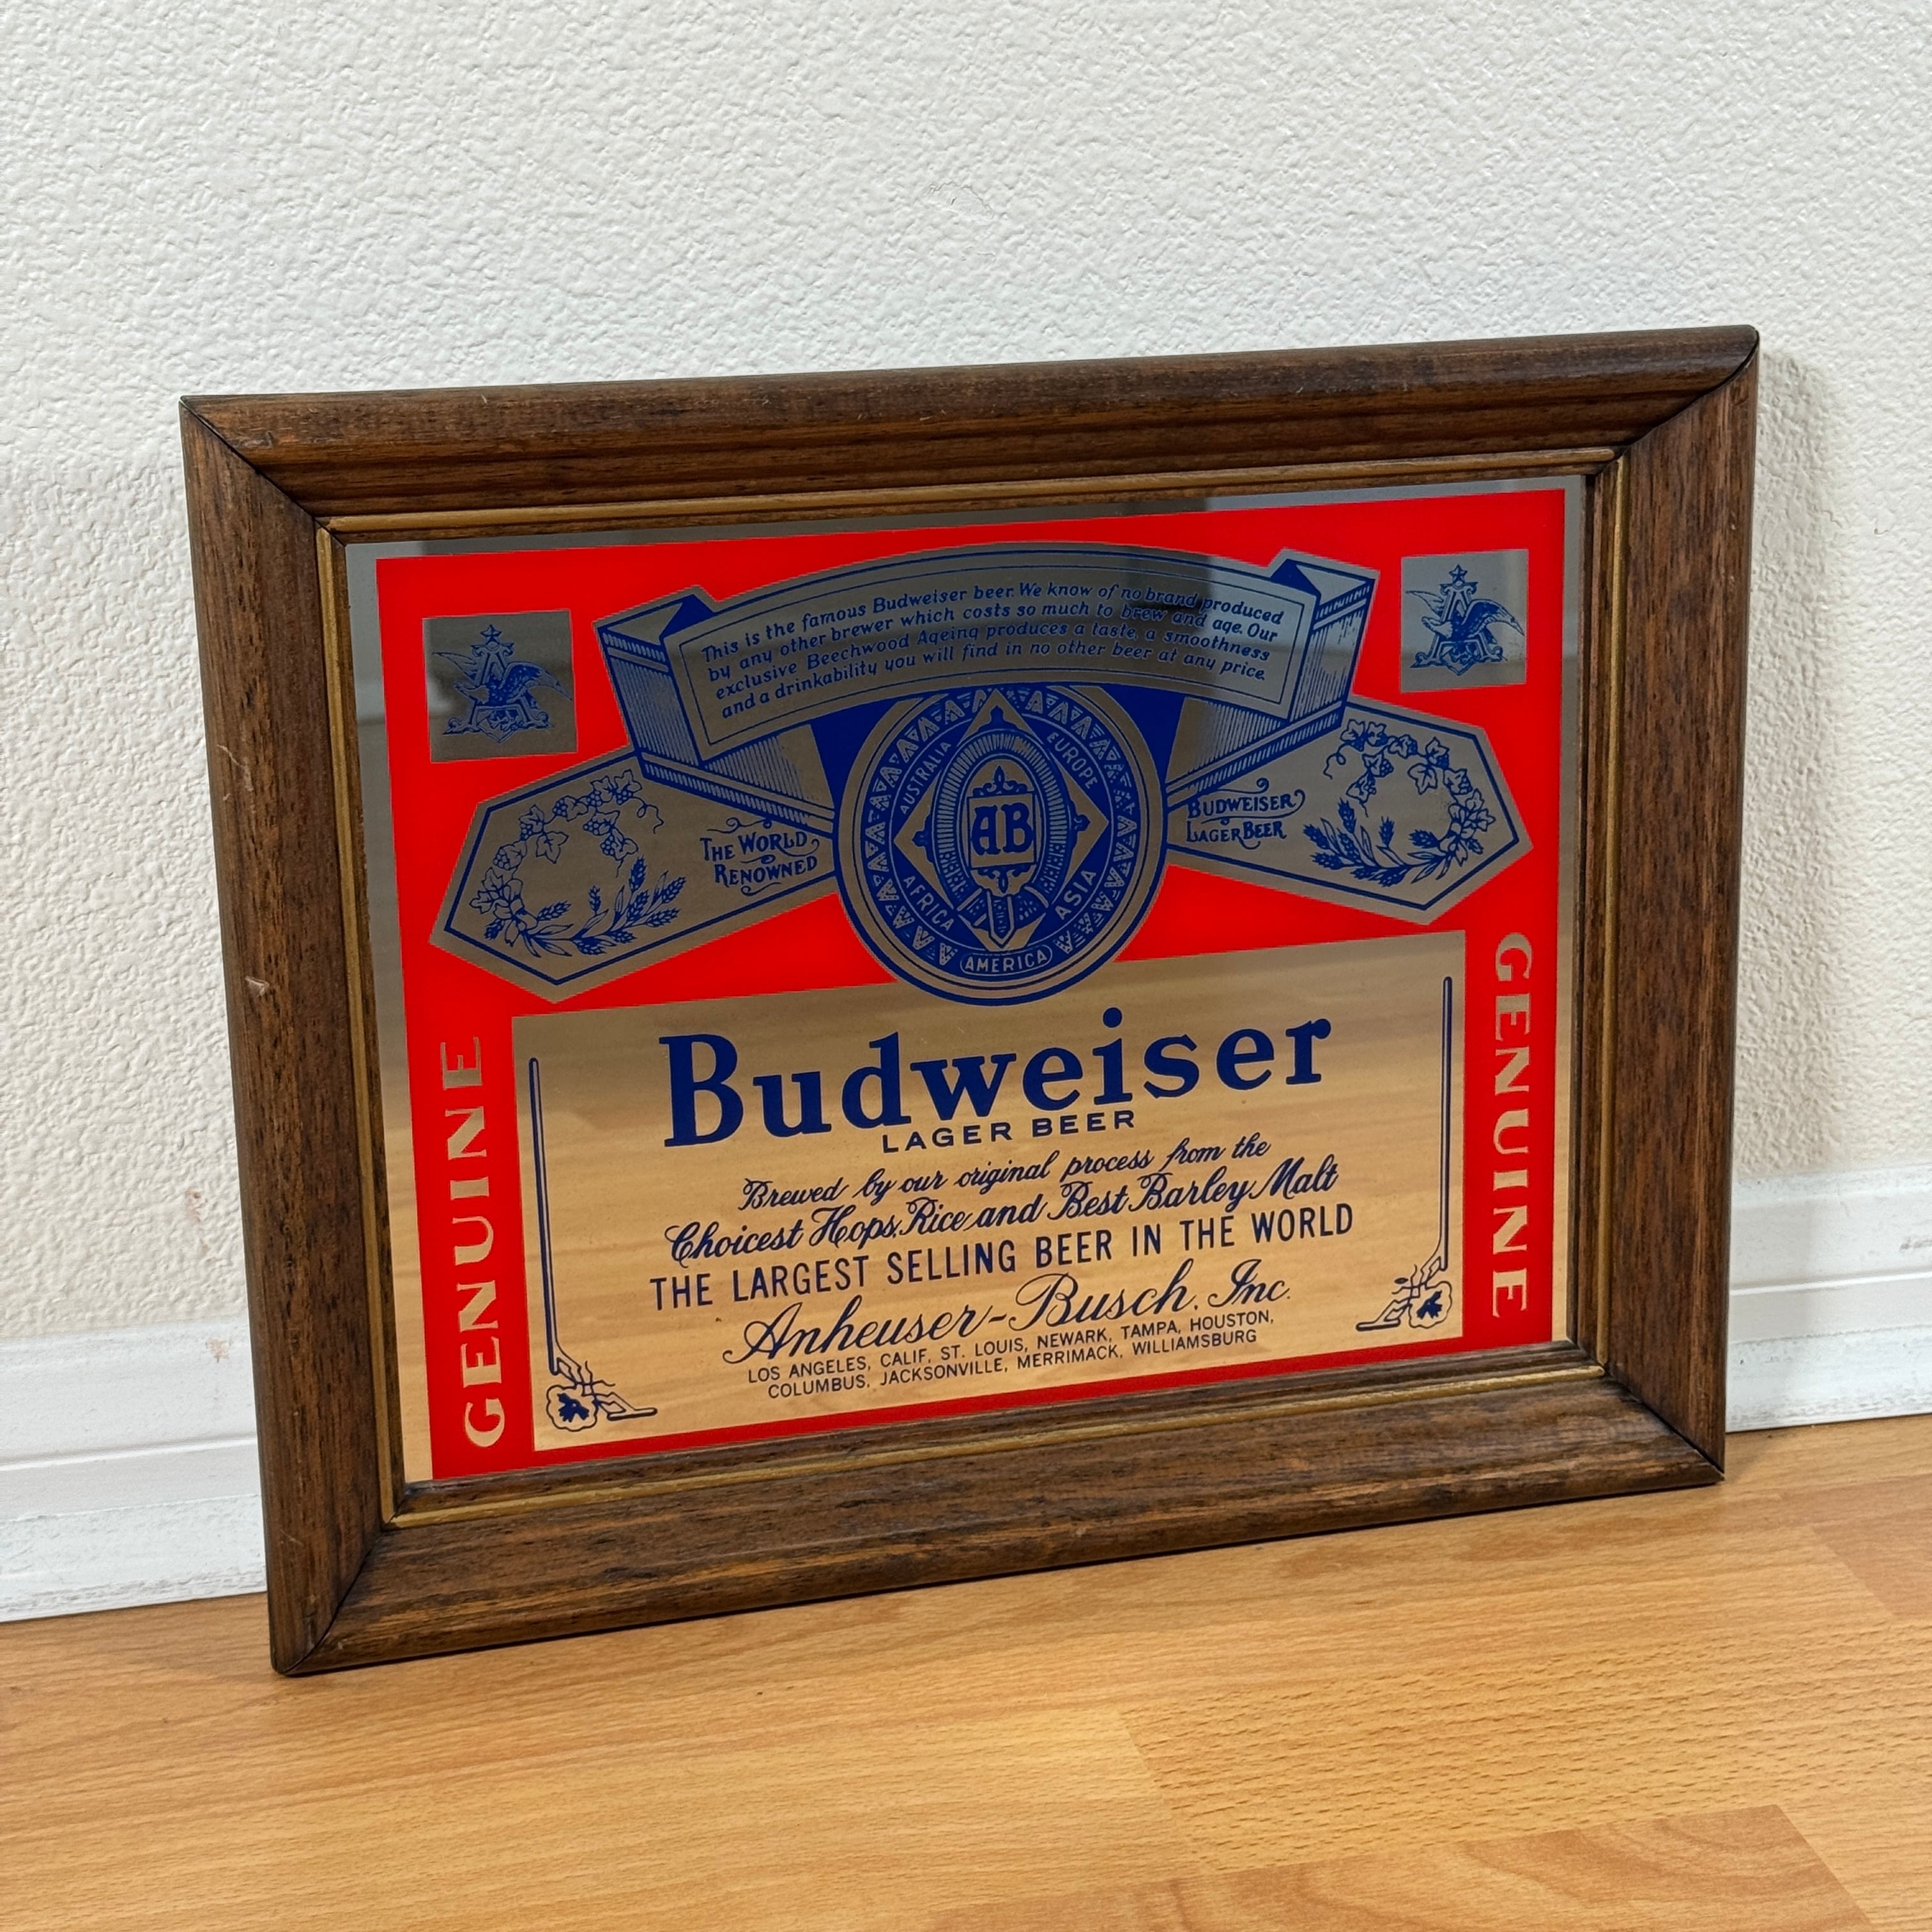 This is the famous Budweiser beer. We know of no brand produced
by any other brewer which costs so much to brew and age. Our
exclusive Beechwood Ageing produces a taste, a smoothness
and a drinkability you will find in no other beer at any price.
AUSTRALIA
EUROPE
AB
AFRICA
ASIA
AMERICA
THE WORLD
RENOWNED
BUDWEISER
LAGER BEER
GENUINE
GENUINE
Budweiser
LAGER BEER
Brewed by our original process from the
Choicest Hops, Rice and Best Barley Malt
THE LARGEST SELLING BEER IN THE WORLD
Anheuser-Busch, Inc.
LOS ANGELES, CALIF. ST. LOUIS, NEWARK, TAMPA, HOUSTON,
COLUMBUS, JACKSONVILLE, MERRIMACK, WILLIAMSBURG